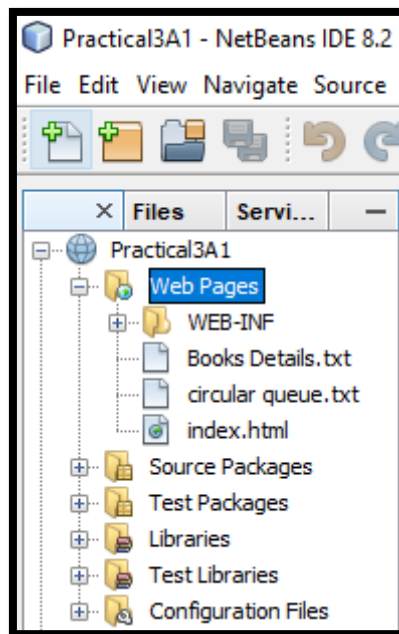 Practical3A1 - NetBeans IDE 8.2
File Edit View Navigate Source
Files Servi...
Practical3A1
Web Pages
WEB-INF
Books Details.txt
circular queue.txt
index.html
Source Packages
Test Packages
Libraries
Test Libraries
Configuration Files